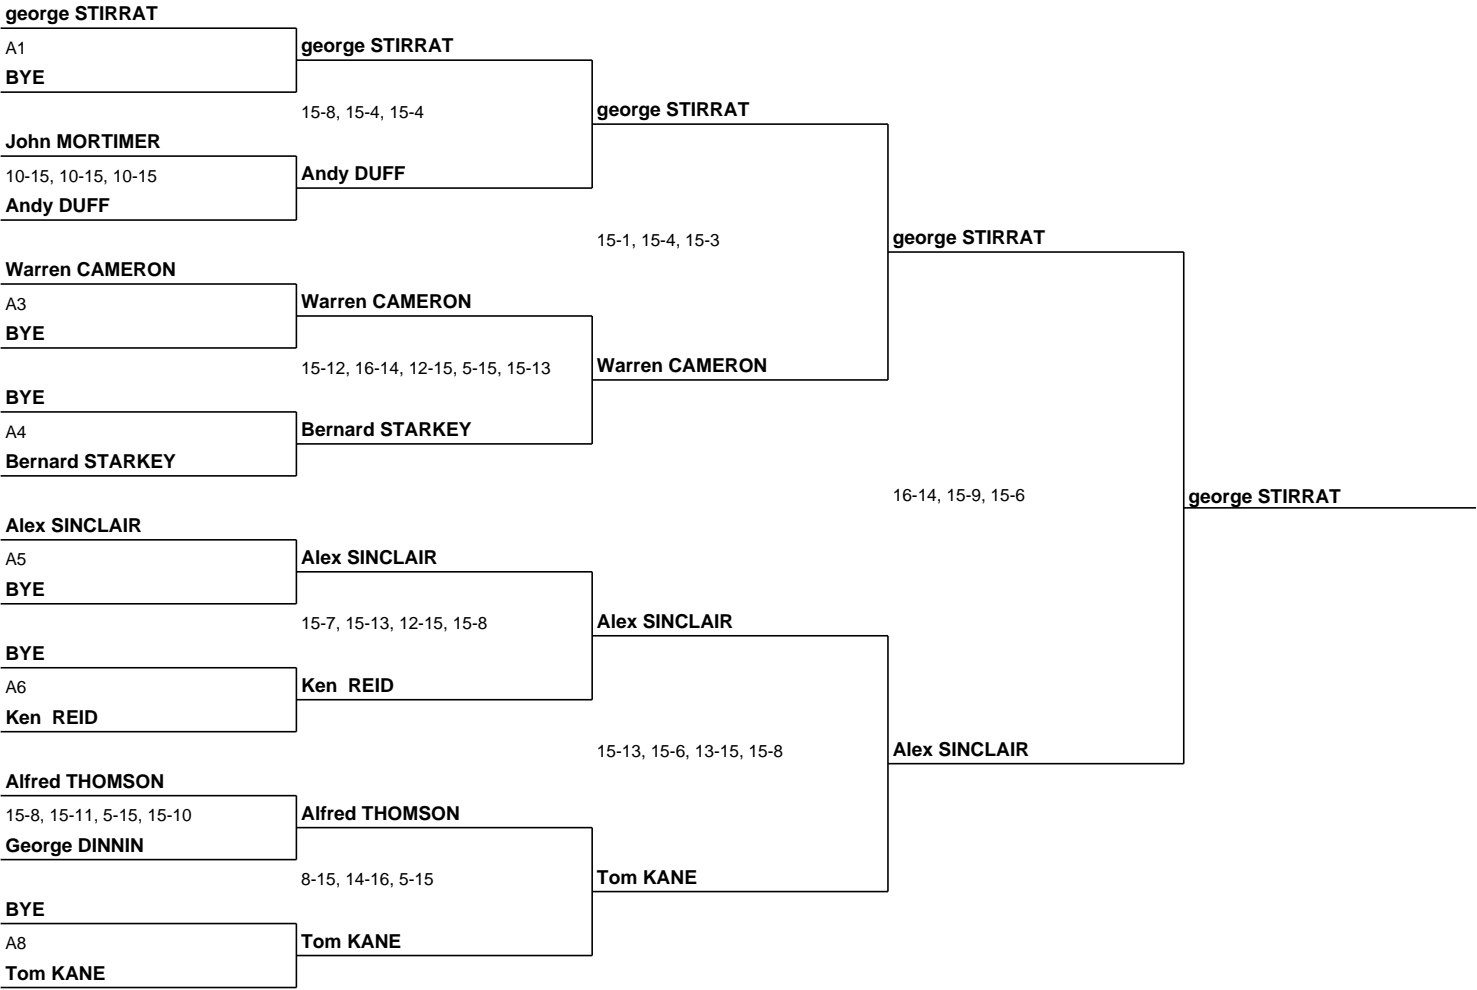 george STIRRAT
A1
BYE
John MORTIMER
10-15, 10-15, 10-15
Andy DUFF
Warren CAMERON
A3
BYE
BYE
A4
Bernard STARKEY
Alex SINCLAIR
A5
BYE
BYE
A6
Ken  REID
Alfred THOMSON
15-8, 15-11, 5-15, 15-10
George DINNIN
BYE
A8
Tom KANE
george STIRRAT
15-8, 15-4, 15-4
Andy DUFF
Warren CAMERON
15-12, 16-14, 12-15, 5-15, 15-13
Bernard STARKEY
Alex SINCLAIR
15-7, 15-13, 12-15, 15-8
Ken  REID
Alfred THOMSON
8-15, 14-16, 5-15
Tom KANE
george STIRRAT
15-1, 15-4, 15-3
Warren CAMERON
Alex SINCLAIR
15-13, 15-6, 13-15, 15-8
Tom KANE
george STIRRAT
16-14, 15-9, 15-6
Alex SINCLAIR
george STIRRAT